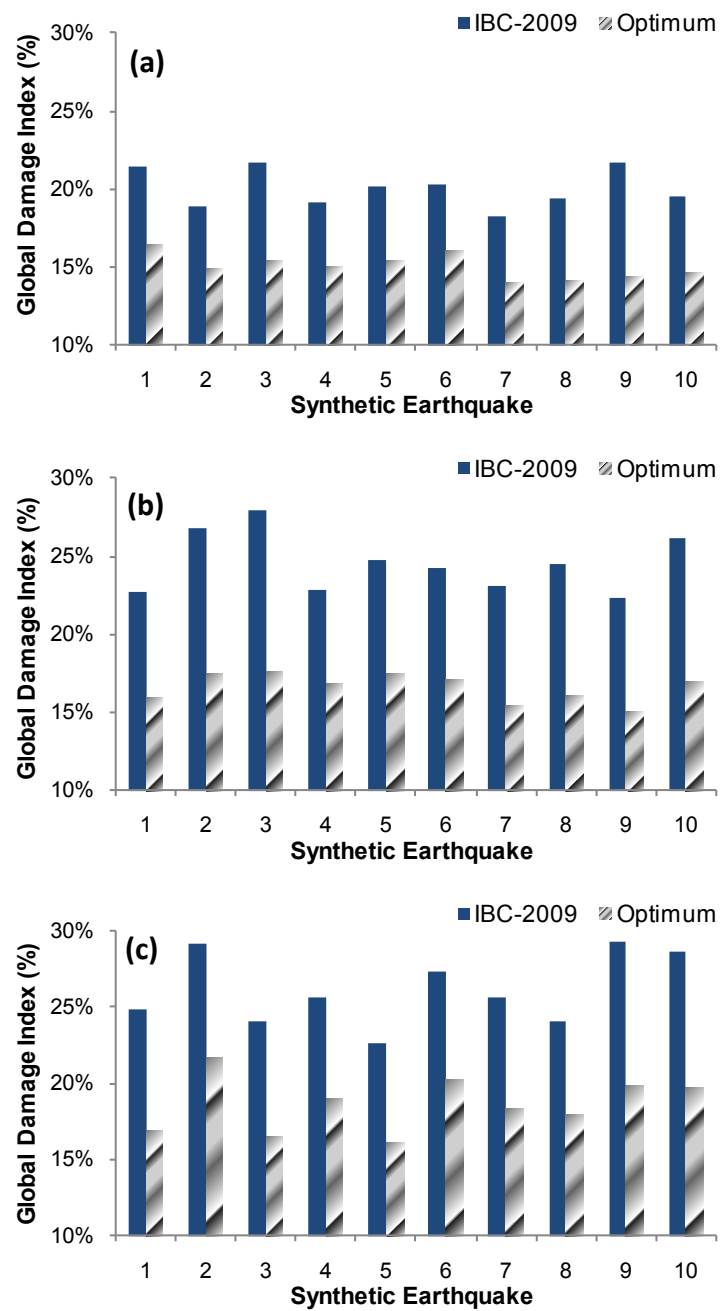 IBC-2009 Optimum
30%
(a)
25%
20%
15%
10%
Global Damage Index (%)
1 2 3 4 5 6 7 8 9 10
Synthetic Earthquake
IBC-2009 Optimum
30%
(b)
25%
20%
15%
10%
Global Damage Index (%)
1 2 3 4 5 6 7 8 9 10
Synthetic Earthquake
IBC-2009 Optimum
30%
(c)
25%
20%
15%
10%
Global Damage Index (%)
1 2 3 4 5 6 7 8 9 10
Synthetic Earthquake